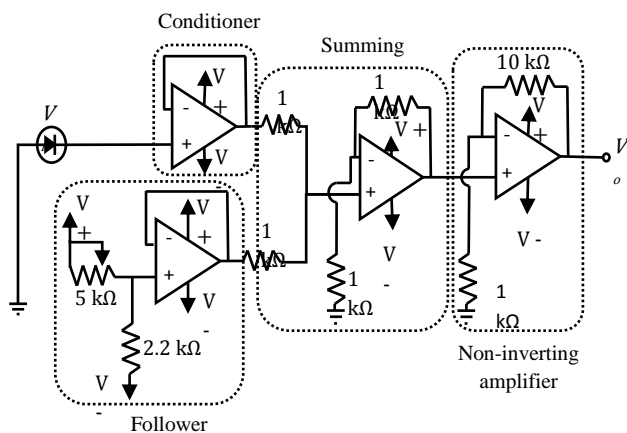 Conditioner
Summing
V
V
+
V
-
1
kΩ
1
kΩ
V +
-
+
V
-
10 kΩ
V
+
-
+
V -
V
o
V
+
5 kΩ
2.2 kΩ
V
-
V
+
-
+
V
-
1
kΩ
1
kΩ
1
kΩ
Non-inverting
amplifier
Follower